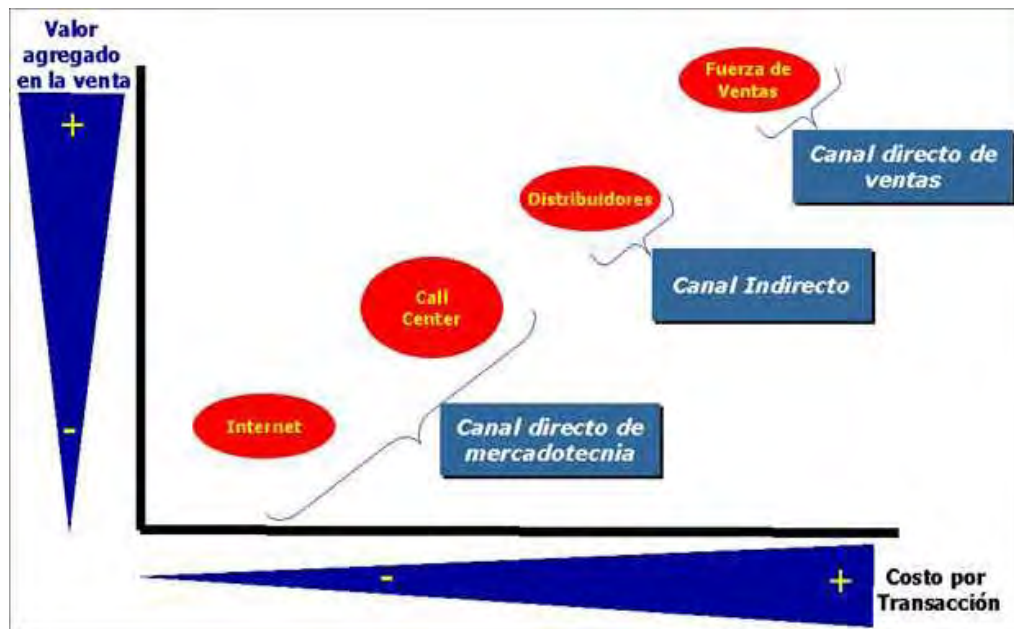 Valor
agregado
en la venta
+
-
Fuerza de
Ventas
Canal directo de
ventas
Distribuidores
Canal Indirecto
Call
Center
Internet
Canal directo de
mercadotecnia
-
+
Costo por
Transacción